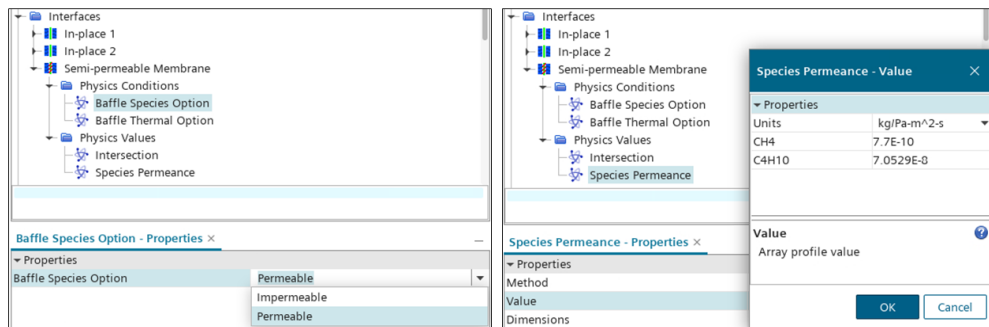 Interfaces
In-place 1
In-place 2
Semi-permeable Membrane
Physics Conditions
Baffle Species Option
Baffle Thermal Option
Physics Values
Intersection
Species Permeance
Baffle Species Option - Properties ×
Properties
Baffle Species Option Permeable
Impermeable
Permeable
Interfaces
In-place 1
In-place 2
Semi-permeable Membrane
Physics Conditions
Baffle Species Option
Baffle Thermal Option
Physics Values
Intersection
Species Permeance
Species Permeance - Properties ×
Properties
Method
Value
Dimensions
Species Permeance - Value ×
Properties
Units kg/Pa-m^2-s
CH4 7.7E-10
C4H10 7.0529E-8
Value ?
Array profile value
OK Cancel